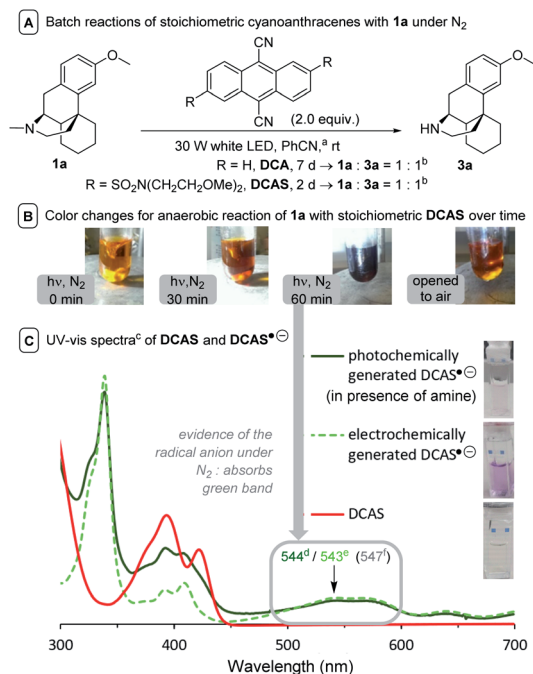 A Batch reactions of stoichiometric cyanoanthracenes with 1a under N2
CN
O
R
R
CN
N
HN
O
(2.0 equiv.)
1a
30 W white LED, PhCN,a rt
3a
R = H, DCA, 7 d → 1a : 3a = 1 : 1b
R = SO2N(CH2CH2OMe)2, DCAS, 2 d → 1a : 3a = 1 : 1b
B Color changes for anaerobic reaction of 1a with stoichiometric DCAS over time
hν, N2
0 min
hν,N2
30 min
hν, N2
60 min
opened
to air
C UV-vis spectrac of DCAS and DCAS•⊖
photochemically
generated DCAS•⊖
(in presence of amine)
evidence of the
radical anion under
N2 : absorbs
green band
electrochemically
generated DCAS•⊖
DCAS
544d / 543e (547f)
300 400 500 600 700
Wavelength (nm)